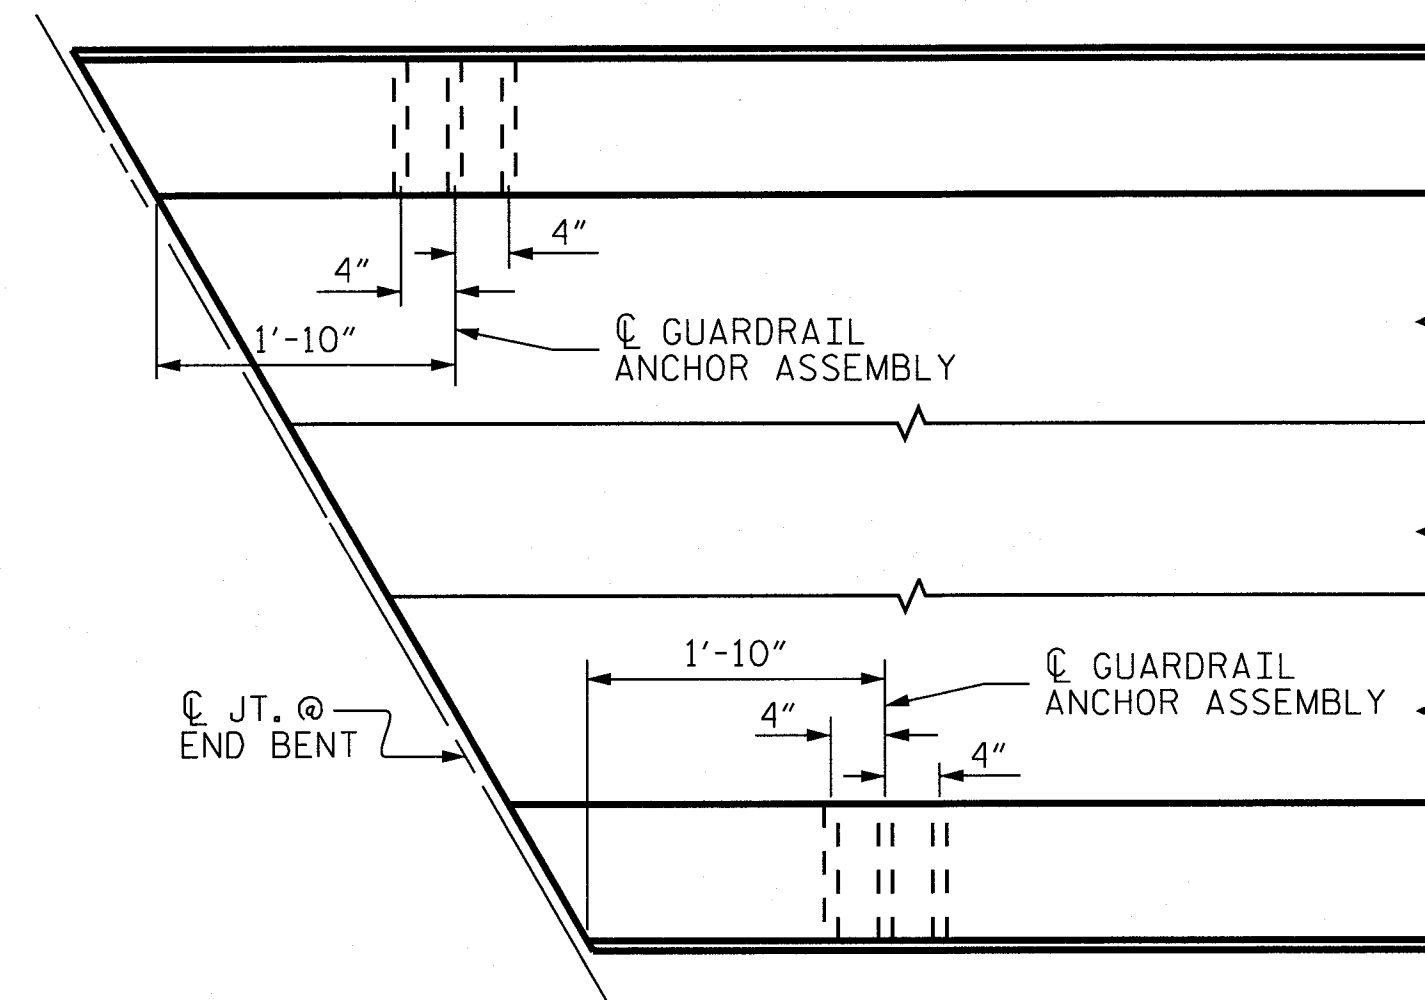 4"
4"
1'-10"
℄ GUARDRAIL
ANCHOR ASSEMBLY
1'-10"
℄ GUARDRAIL
ANCHOR ASSEMBLY
℄ JT. @
END BENT
4"
4"